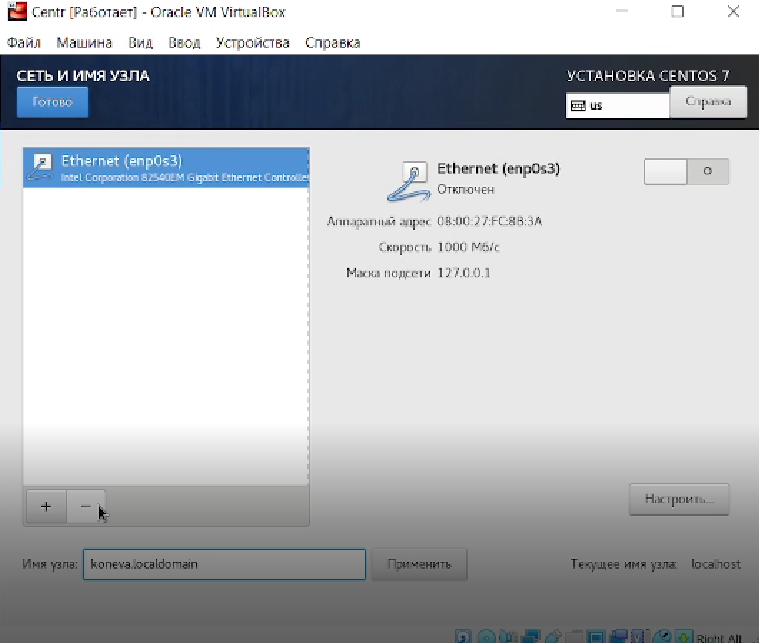 Centr [Работает] - Oracle VM VirtualBox
Файл Машина Вид Ввод Устройства Справка
СЕТЬ И ИМЯ УЗЛА
УСТАНОВКА CENTOS 7
Готово
us
Справка
Ethernet (enp0s3)
Intel Corporation 82540EM Gigabit Ethernet Controlle
Ethernet (enp0s3)
Отключен
Аппаратный адрес 08:00:27:FC:8B:3A
Скорость 1000 Мб/с
Маска подсети 127.0.0.1
Настроить...
Имя узла: koneva.localdomain
Применить
Текущее имя узла: localhost
Right Alt